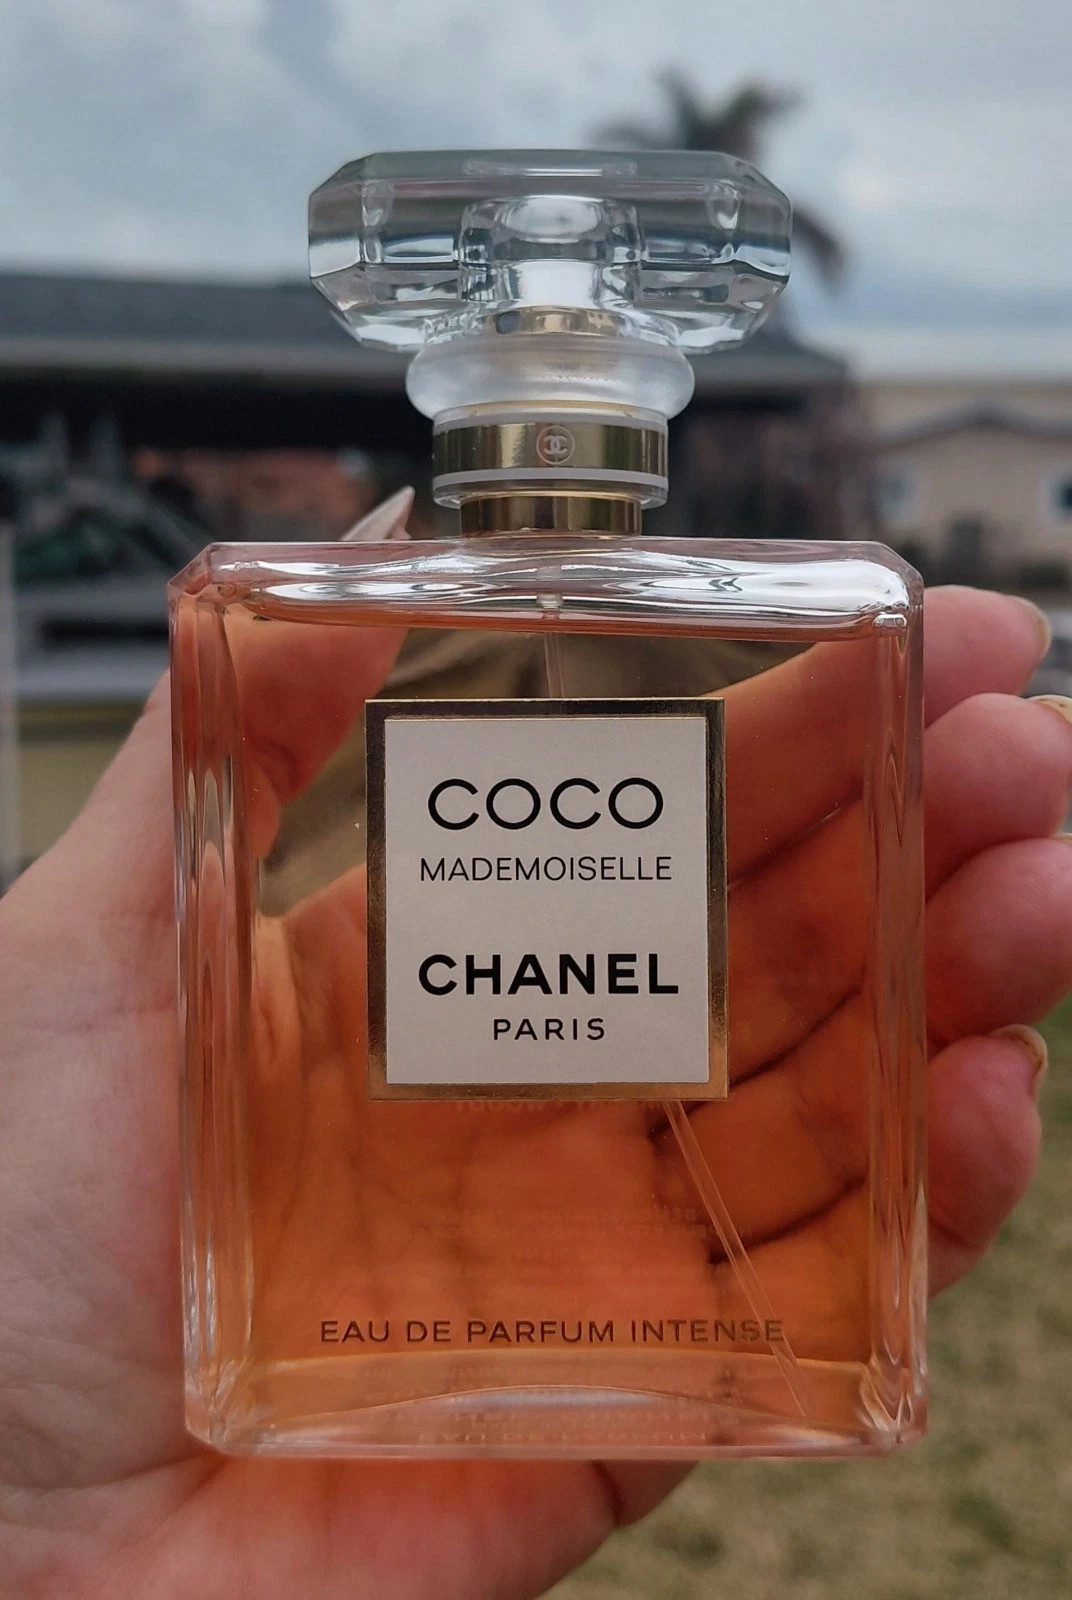 COCO
MADEMOISELLE
CHANEL
PARIS
EAU DE PARFUM INTENSE